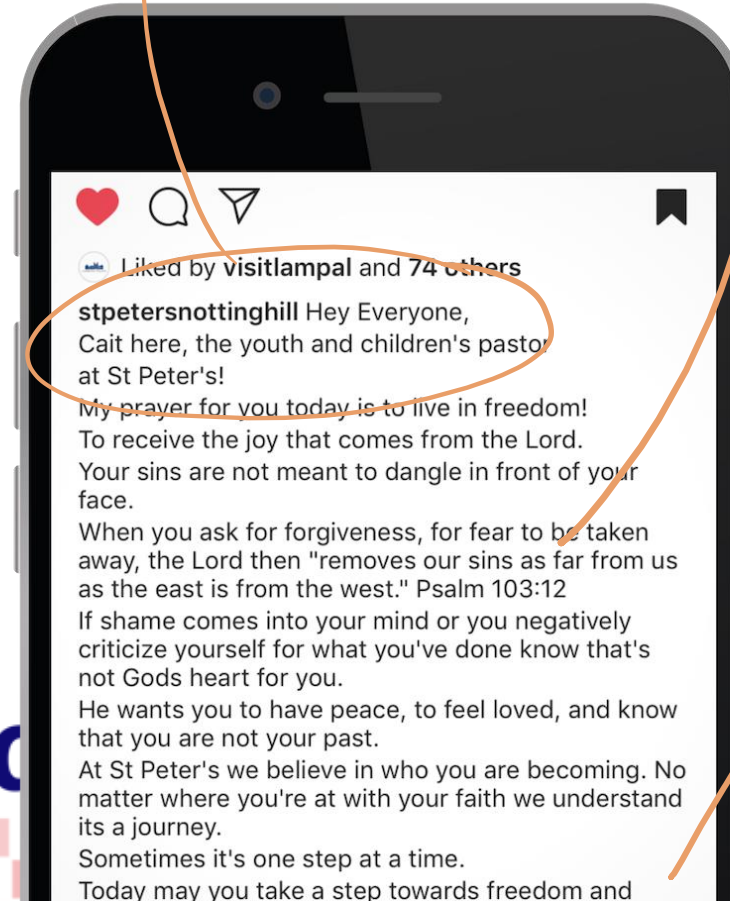 Liked by visitlampal and 74 others
stpetersnottinghill Hey Everyone,
Cait here, the youth and children's pastor
at St Peter's!
My prayer for you today is to live in freedom!
To receive the joy that comes from the Lord.
Your sins are not meant to dangle in front of your
face.
When you ask for forgiveness, for fear to be taken
away, the Lord then "removes our sins as far from us
as the east is from the west." Psalm 103:12
If shame comes into your mind or you negatively
criticize yourself for what you've done know that's
not Gods heart for you.
He wants you to have peace, to feel loved, and know
that you are not your past.
At St Peter's we believe in who you are becoming. No
matter where you're at with your faith we understand
its a journey.
Sometimes it's one step at a time.
Today may you take a step towards freedom and